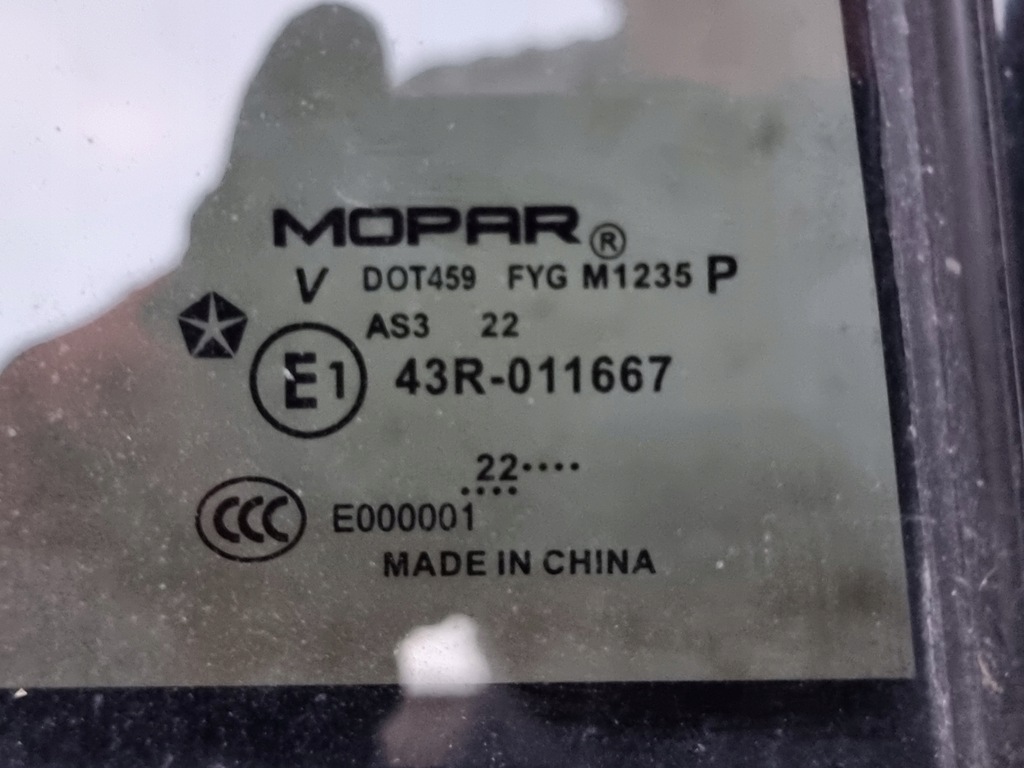 MOPAR®
V DOT459 FYG M1235 P
AS3 22
E1 43R-011667
..22....
....
CCC E000001
MADE IN CHINA